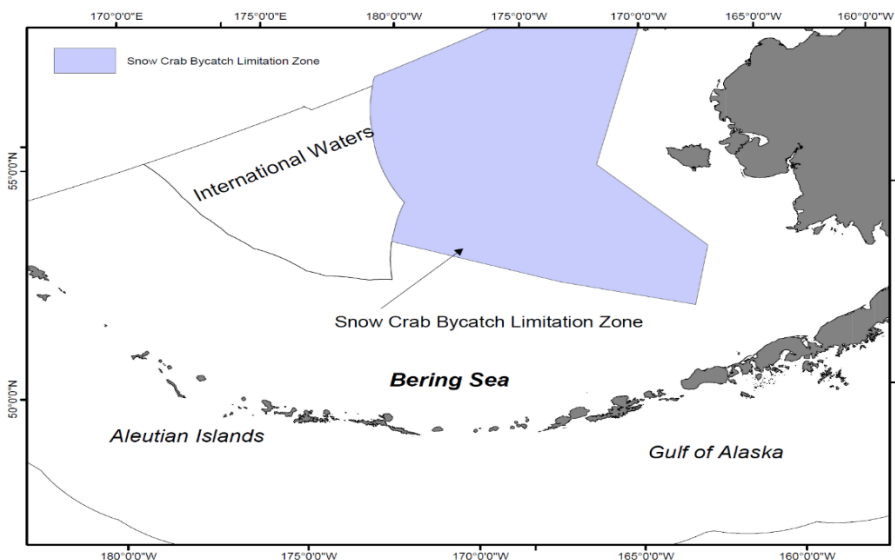 170°0'0"E 175°0'0"E 180°0'0"W 175°0'0"W 170°0'0"W 165°0'0"W 160°0'0"W
Snow Crab Bycatch Limitation Zone
International Waters
55°0'0"N
Snow Crab Bycatch Limitation Zone
Bering Sea
50°0'0"N
Aleutian Islands
Gulf of Alaska
180°0'0"W 175°0'0"W 170°0'0"W 165°0'0"W 160°0'0"W